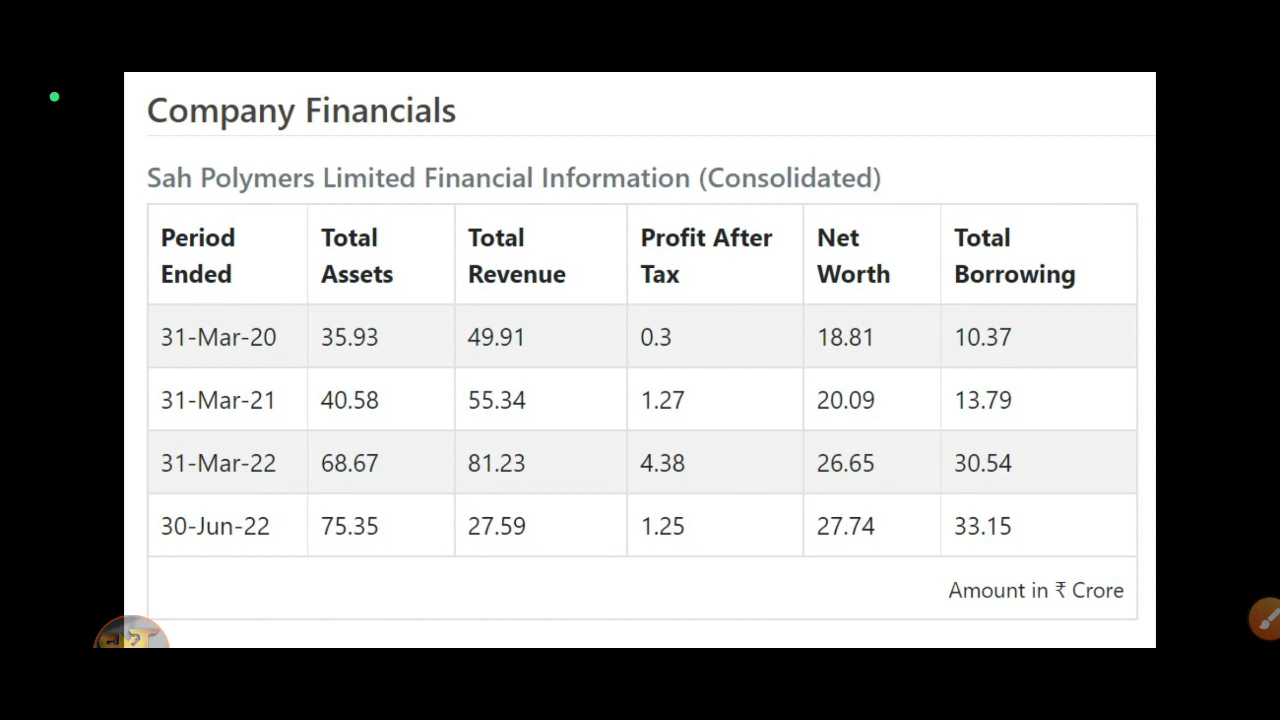 Company Financials
Sah Polymers Limited Financial Information (Consolidated)
Period Ended Total Assets Total Revenue Profit After Tax Net Worth Total Borrowing
31-Mar-20 35.93 49.91 0.3 18.81 10.37
31-Mar-21 40.58 55.34 1.27 20.09 13.79
31-Mar-22 68.67 81.23 4.38 26.65 30.54
30-Jun-22 75.35 27.59 1.25 27.74 33.15
Amount in ₹ Crore